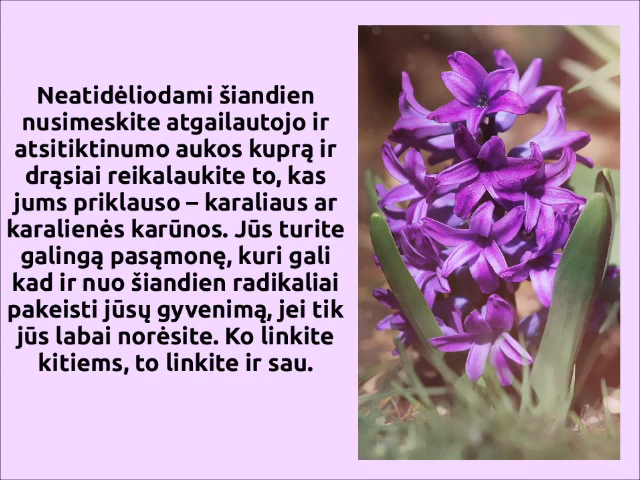 Neatidėliodami šiandien
nusimeskite atgailautojo ir
atsitiktinumo aukos kuprą ir
drąsiai reikalaukite to, kas
jums priklauso – karaliaus ar
karalienės karūnos. Jūs turite
galingą pasąmonę, kuri gali
kad ir nuo šiandien radikaliai
pakeisti jūsų gyvenimą, jei tik
jūs labai norėsite. Ko linkite
kitiems, to linkite ir sau.